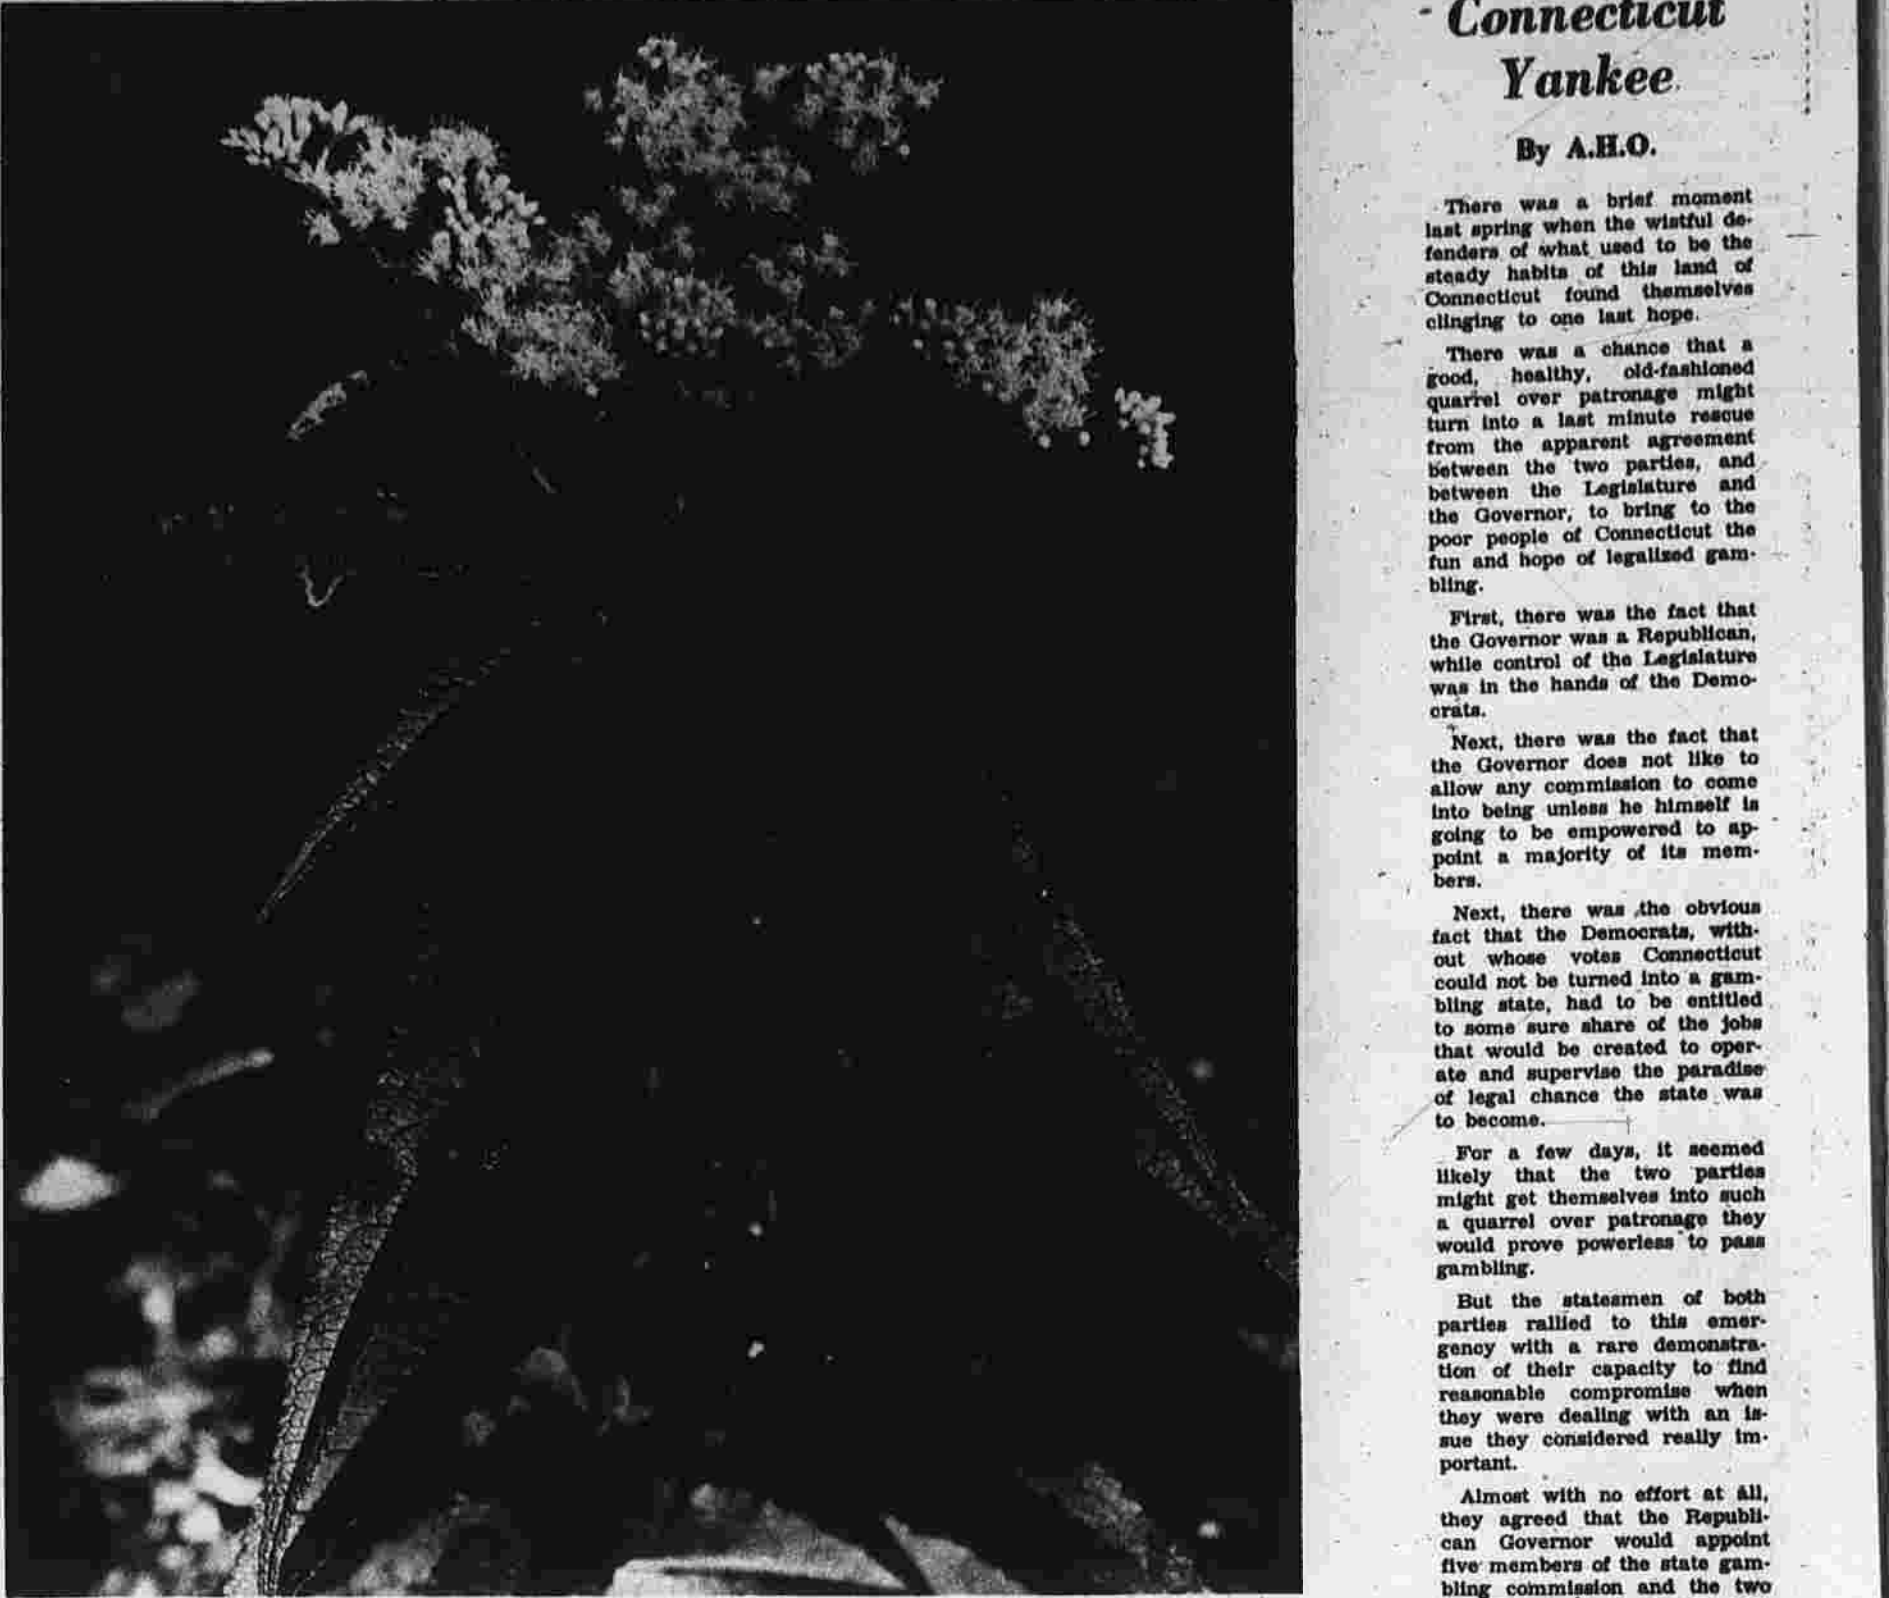 Connecticut
Yankee
By A.H.O.
There was a brief moment
last spring when the wistful de-
fenders of what used to be the
steady habits of this land of
Connecticut found themselves
clinging to one last hope.
There was a chance that a
good, healthy, old-fashioned
quarrel over patronage might
turn into a last minute rescue
from the apparent agreement
between the two parties, and
between the Legislature and
the Governor, to bring to the
poor people of Connecticut the
fun and hope of legalized gam-
bling.
First, there was the fact that
the Governor was a Republican,
while control of the Legislature
was in the hands of the Demo-
crats.
Next, there was the fact that
the Governor does not like to
allow any commission to come
into being unless he himself is
going to be empowered to ap-
point a majority of its mem-
bers.
Next, there was the obvious
fact that the Democrats, with-
out whose votes Connecticut
could not be turned into a gam-
bling state, had to be entitled
to some sure share of the jobs
that would be created to oper-
ate and supervise the paradise
of legal chance the state was
to become.
For a few days, it seemed
likely that the two parties
might get themselves into such
a quarrel over patronage they
would prove powerless to pass
gambling.
But the statesmen of both
parties rallied to this emer-
gency with a rare demonstra-
tion of their capacity to find
reasonable compromise when
they were dealing with an is-
sue they considered really im-
portant.
Almost with no effort at all,
they agreed that the Republi-
can Governor would appoint
five members of the state gam-
bling commission and the two